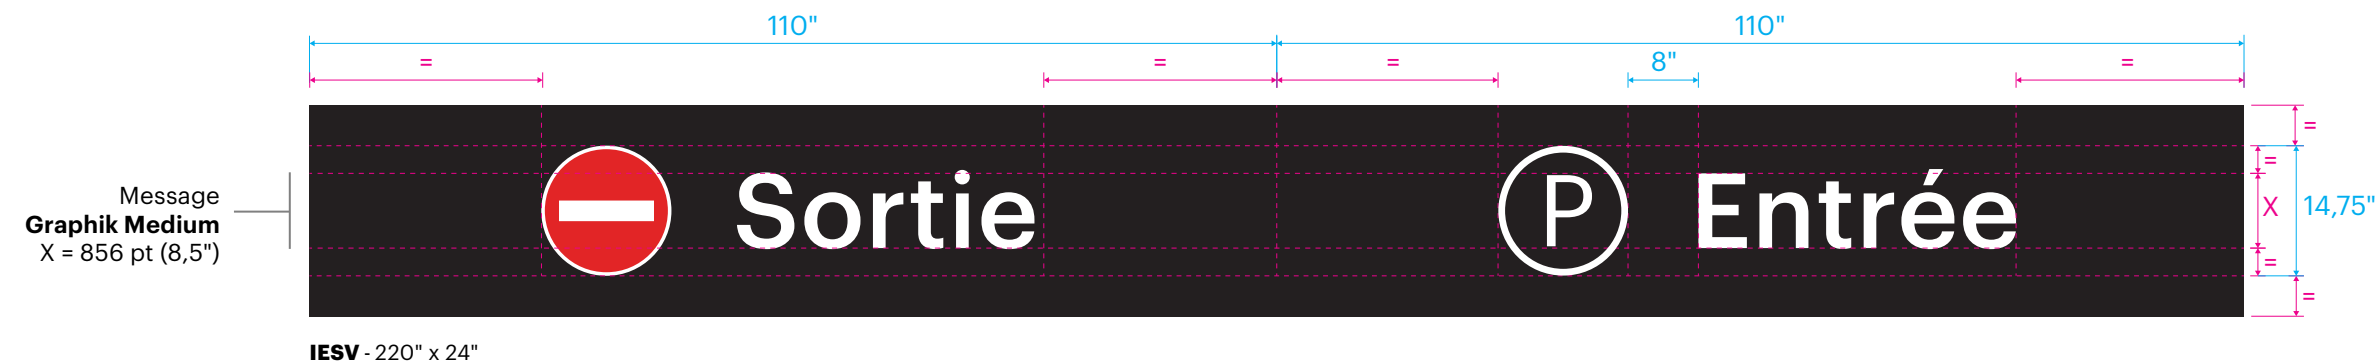 110" 110"
= = = 8" =
=
Message
Graphik Medium
X = 856 pt (8,5")
Sortie P Entrée
=
X 14,75"
=
=
IESV - 220" x 24"